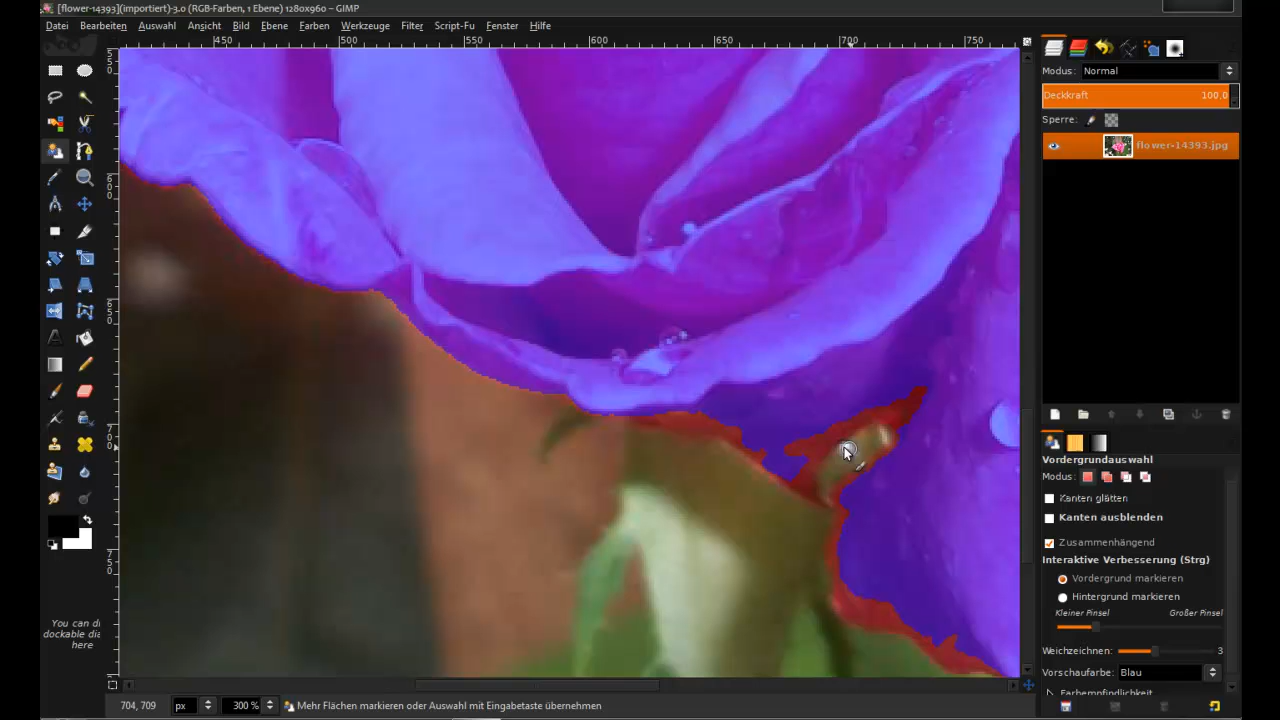 [flower-14393](importiert)-3.0 (RGB-Farben, 1 Ebene) 1280x960 – GIMP
Datei Bearbeiten Auswahl Ansicht Bild Ebene Farben Werkzeuge Filter Script-Fu Fenster Hilfe
450 500 550 600 650 700 750
Modus: Normal
Deckkraft 100,0
Sperre:
flower-14393.jpg
Vordergrundauswahl
Modus:
Kanten glätten
Kanten ausblenden
Zusammenhängend
Interaktive Verbesserung (Strg)
Vordergrund markieren
Hintergrund markieren
Kleiner Pinsel Großer Pinsel
Weichzeichnen: 3
Vorschaufarbe: Blau
Farbempfindlichkeit
You can dr
dockable dia
here
704, 709 px 300 % Mehr Flächen markieren oder Auswahl mit Eingabetaste übernehmen